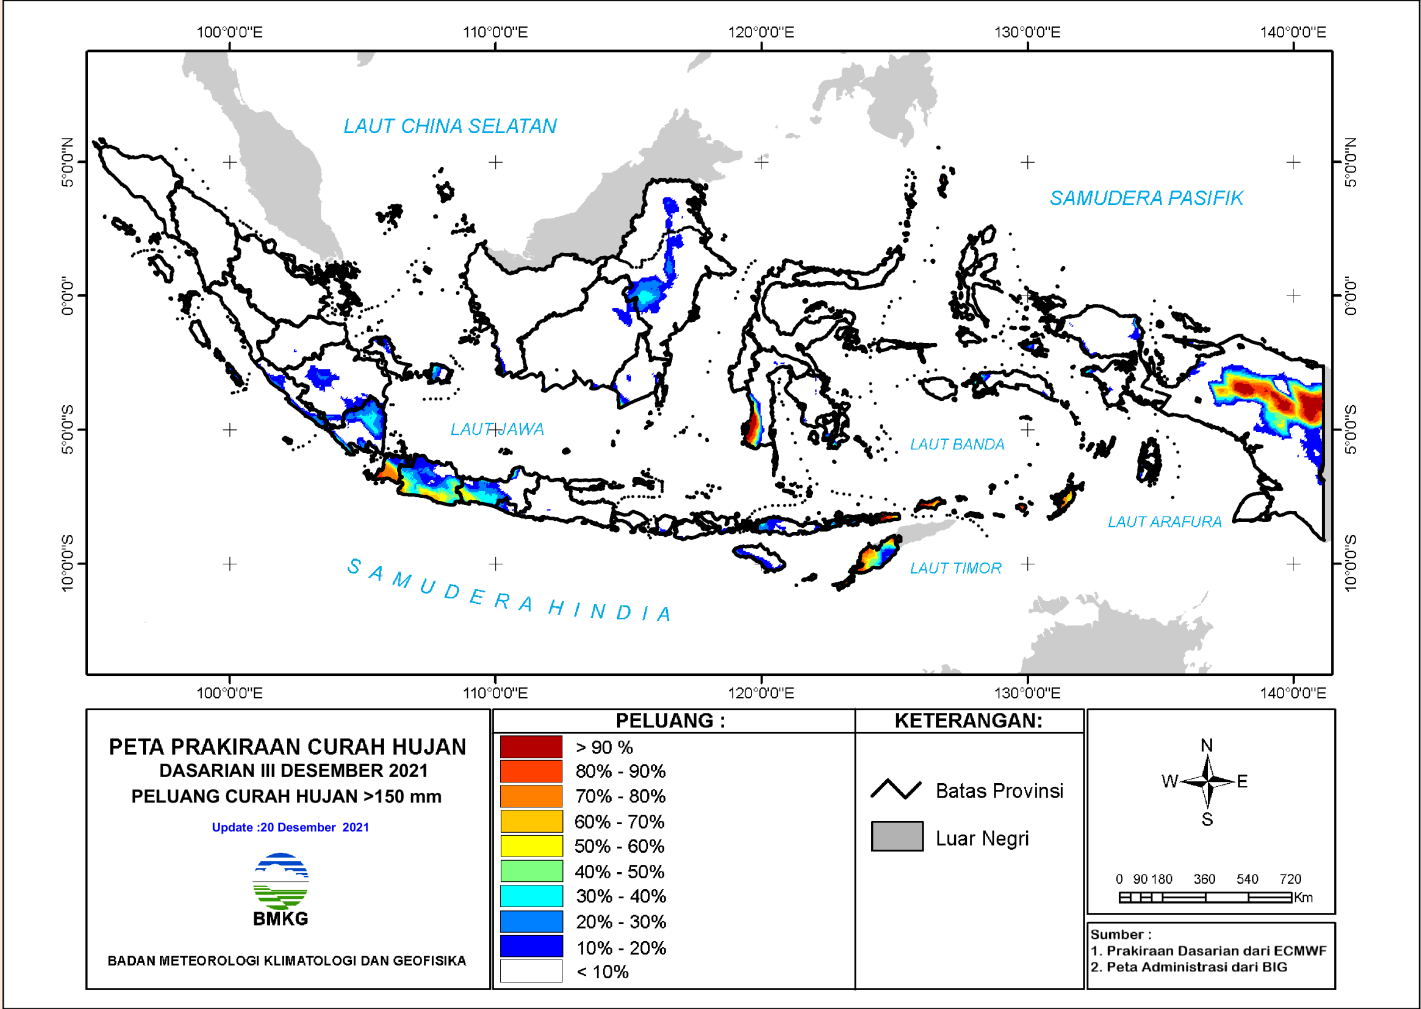 100°0'0"E 110°0'0"E 120°0'0"E 130°0'0"E 140°0'0"E
5°0'0"N
0°0'0"
5°0'0"S
10°0'0"S
LAUT CHINA SELATAN
SAMUDERA PASIFIK
LAUT JAWA
LAUT BANDA
LAUT ARAFURA
LAUT TIMOR
SAMUDERA HINDIA
5°0'0"N
0°0'0"
5°0'0"S
10°0'0"S
100°0'0"E 110°0'0"E 120°0'0"E 130°0'0"E 140°0'0"E
PETA PRAKIRAAN CURAH HUJAN
DASARIAN III DESEMBER 2021
PELUANG CURAH HUJAN >150 mm
Update :20 Desember 2021
BMKG
BADAN METEOROLOGI KLIMATOLOGI DAN GEOFISIKA
PELUANG :
> 90 %
80% - 90%
70% - 80%
60% - 70%
50% - 60%
40% - 50%
30% - 40%
20% - 30%
10% - 20%
< 10%
KETERANGAN:
Batas Provinsi
Luar Negri
N
W E
S
0 90 180 360 540 720
Km
Sumber :
1. Prakiraan Dasarian dari ECMWF
2. Peta Administrasi dari BIG